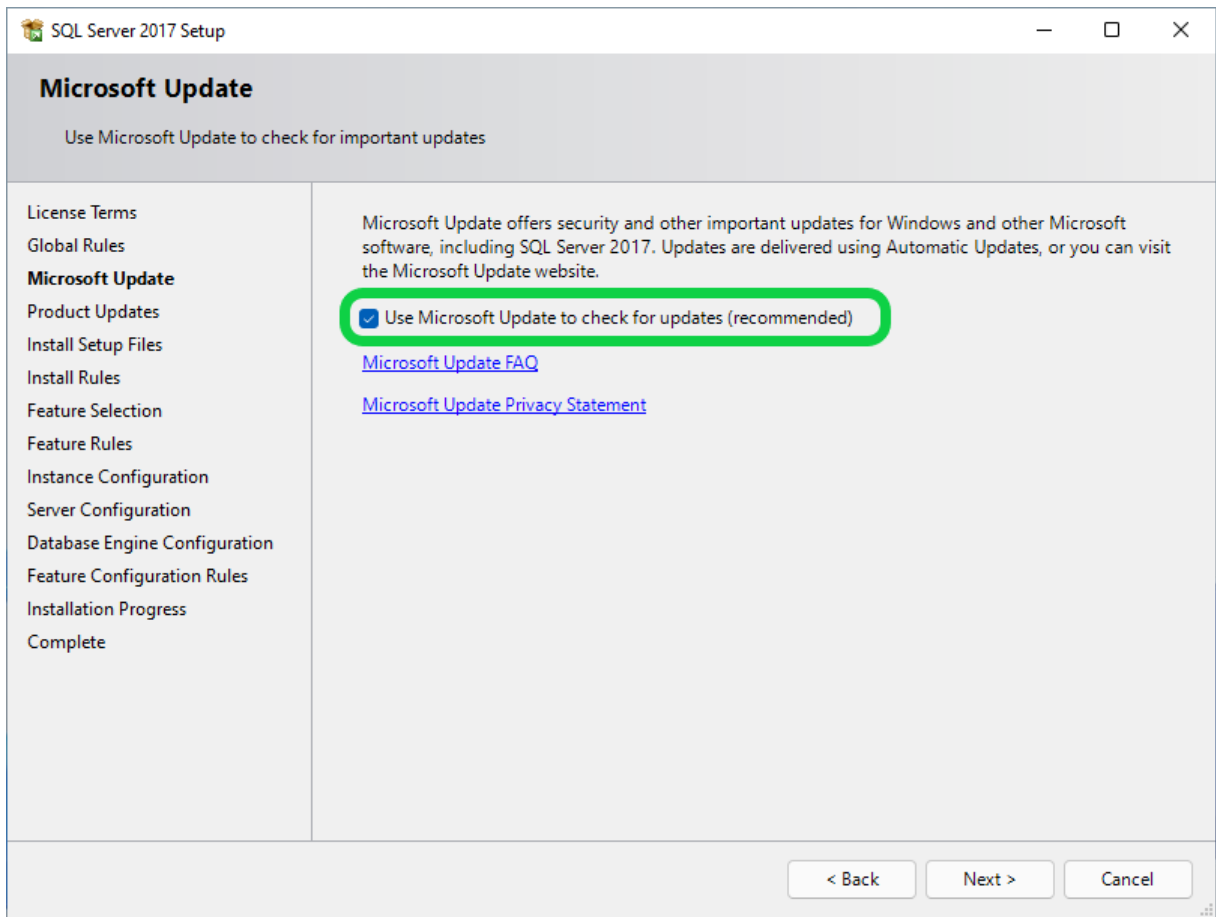 SQL Server 2017 Setup
Microsoft Update
Use Microsoft Update to check for important updates
License Terms
Global Rules
Microsoft Update
Product Updates
Install Setup Files
Install Rules
Feature Selection
Feature Rules
Instance Configuration
Server Configuration
Database Engine Configuration
Feature Configuration Rules
Installation Progress
Complete
Microsoft Update offers security and other important updates for Windows and other Microsoft
software, including SQL Server 2017. Updates are delivered using Automatic Updates, or you can visit
the Microsoft Update website.
Use Microsoft Update to check for updates (recommended)
Microsoft Update FAQ
Microsoft Update Privacy Statement
< Back
Next >
Cancel